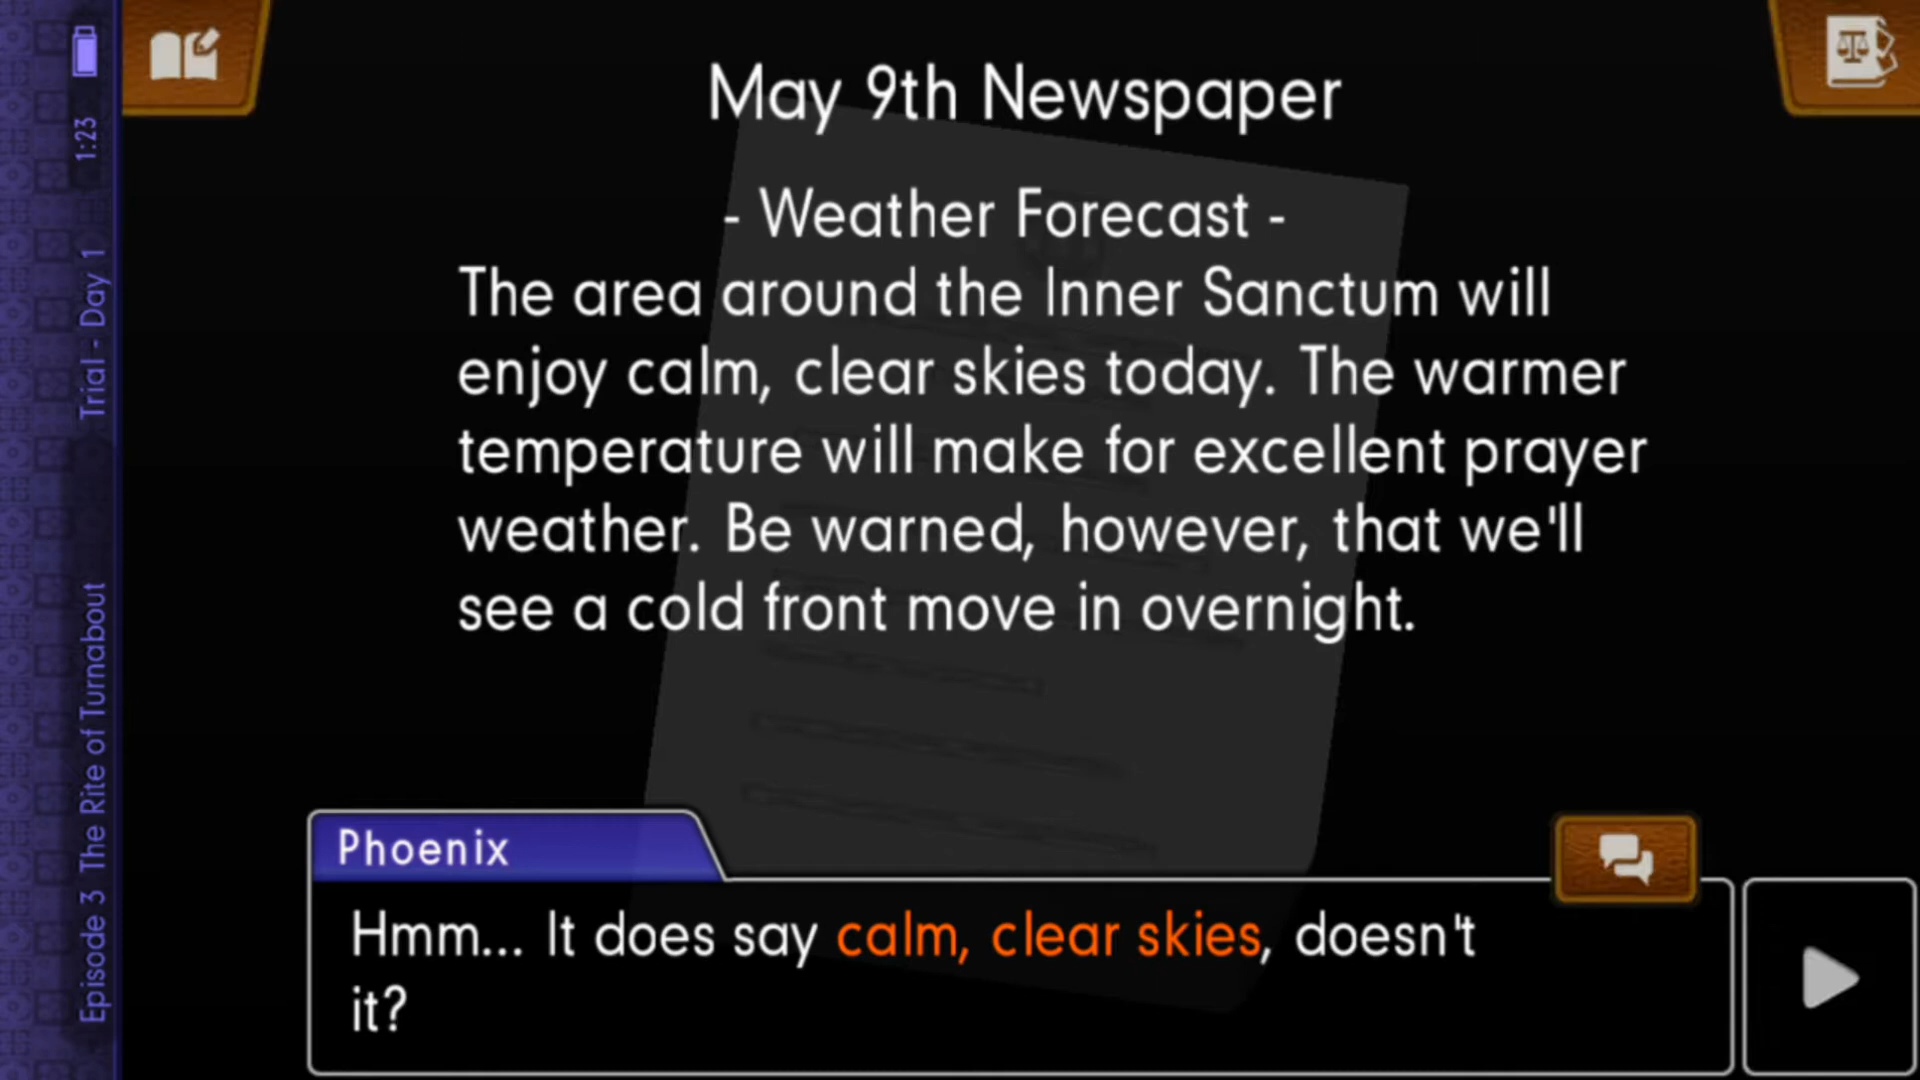 May 9th Newspaper
- Weather Forecast -
The area around the Inner Sanctum will
enjoy calm, clear skies today. The warmer
temperature will make for excellent prayer
weather. Be warned, however, that we'll
see a cold front move in overnight.
Phoenix
Hmm... It does say calm, clear skies, doesn't
it?
Episode 3 The Rite of Turnabout
Trial - Day 1
1:23